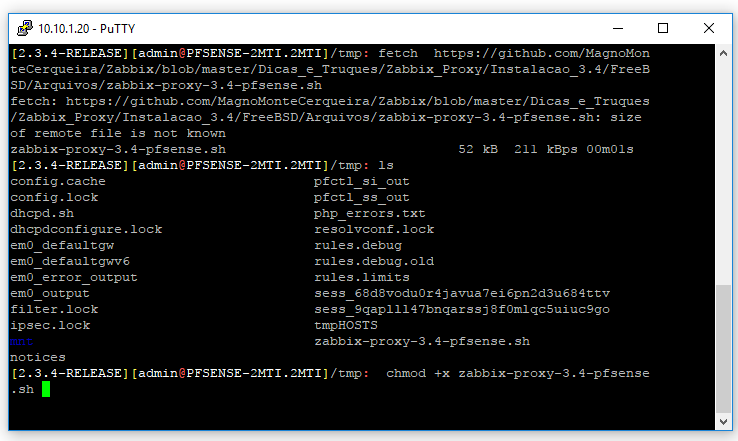 10.10.1.20 - PuTTY
[2.3.4-RELEASE][admin@PFSENSE-2MTI.2MTI]/tmp: fetch  https://github.com/MagnoMon
teCerqueira/Zabbix/blob/master/Dicas_e_Truques/Zabbix_Proxy/Instalacao_3.4/FreeB
SD/Arquivos/zabbix-proxy-3.4-pfsense.sh
fetch: https://github.com/MagnoMonteCerqueira/Zabbix/blob/master/Dicas_e_Truques
/Zabbix_Proxy/Instalacao_3.4/FreeBSD/Arquivos/zabbix-proxy-3.4-pfsense.sh: size
of remote file is not known
zabbix-proxy-3.4-pfsense.sh                             52 kB  211 kBps 00m01s
[2.3.4-RELEASE][admin@PFSENSE-2MTI.2MTI]/tmp: ls
config.cache                          pfctl_si_out
config.lock                           pfctl_ss_out
dhcpd.sh                              php_errors.txt
dhcpdconfigure.lock                   resolvconf.lock
em0_defaultgw                         rules.debug
em0_defaultgwv6                       rules.debug.old
em0_error_output                      rules.limits
em0_output                            sess_68d8vodu0r4javua7ei6pn2d3u684ttv
filter.lock                           sess_9qaplll47bnqarssj8f0mlqc5uiuc9go
ipsec.lock                            tmpHOSTS
mnt                                   zabbix-proxy-3.4-pfsense.sh
notices
[2.3.4-RELEASE][admin@PFSENSE-2MTI.2MTI]/tmp:  chmod +x zabbix-proxy-3.4-pfsense
.sh